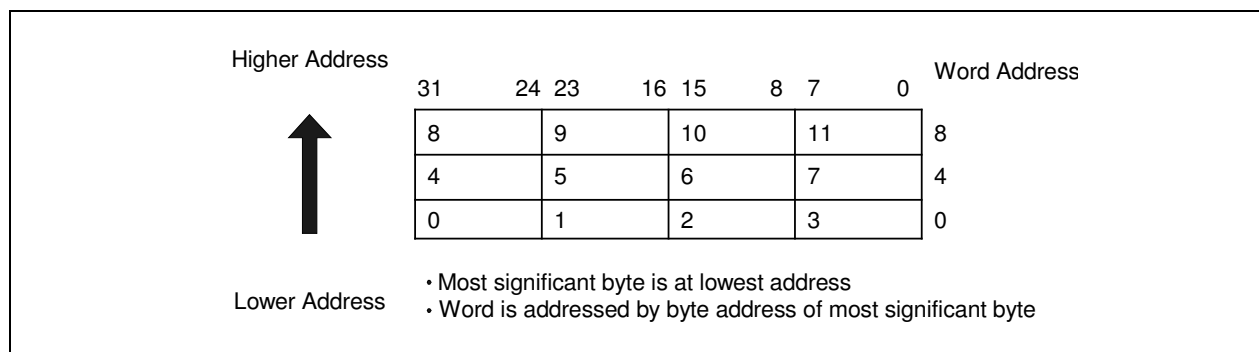 Higher Address
31 24 23 16 15 8 7 0 Word Address
8 9 10 11 8
4 5 6 7 4
0 1 2 3 0
Lower Address
• Most significant byte is at lowest address
• Word is addressed by byte address of most significant byte